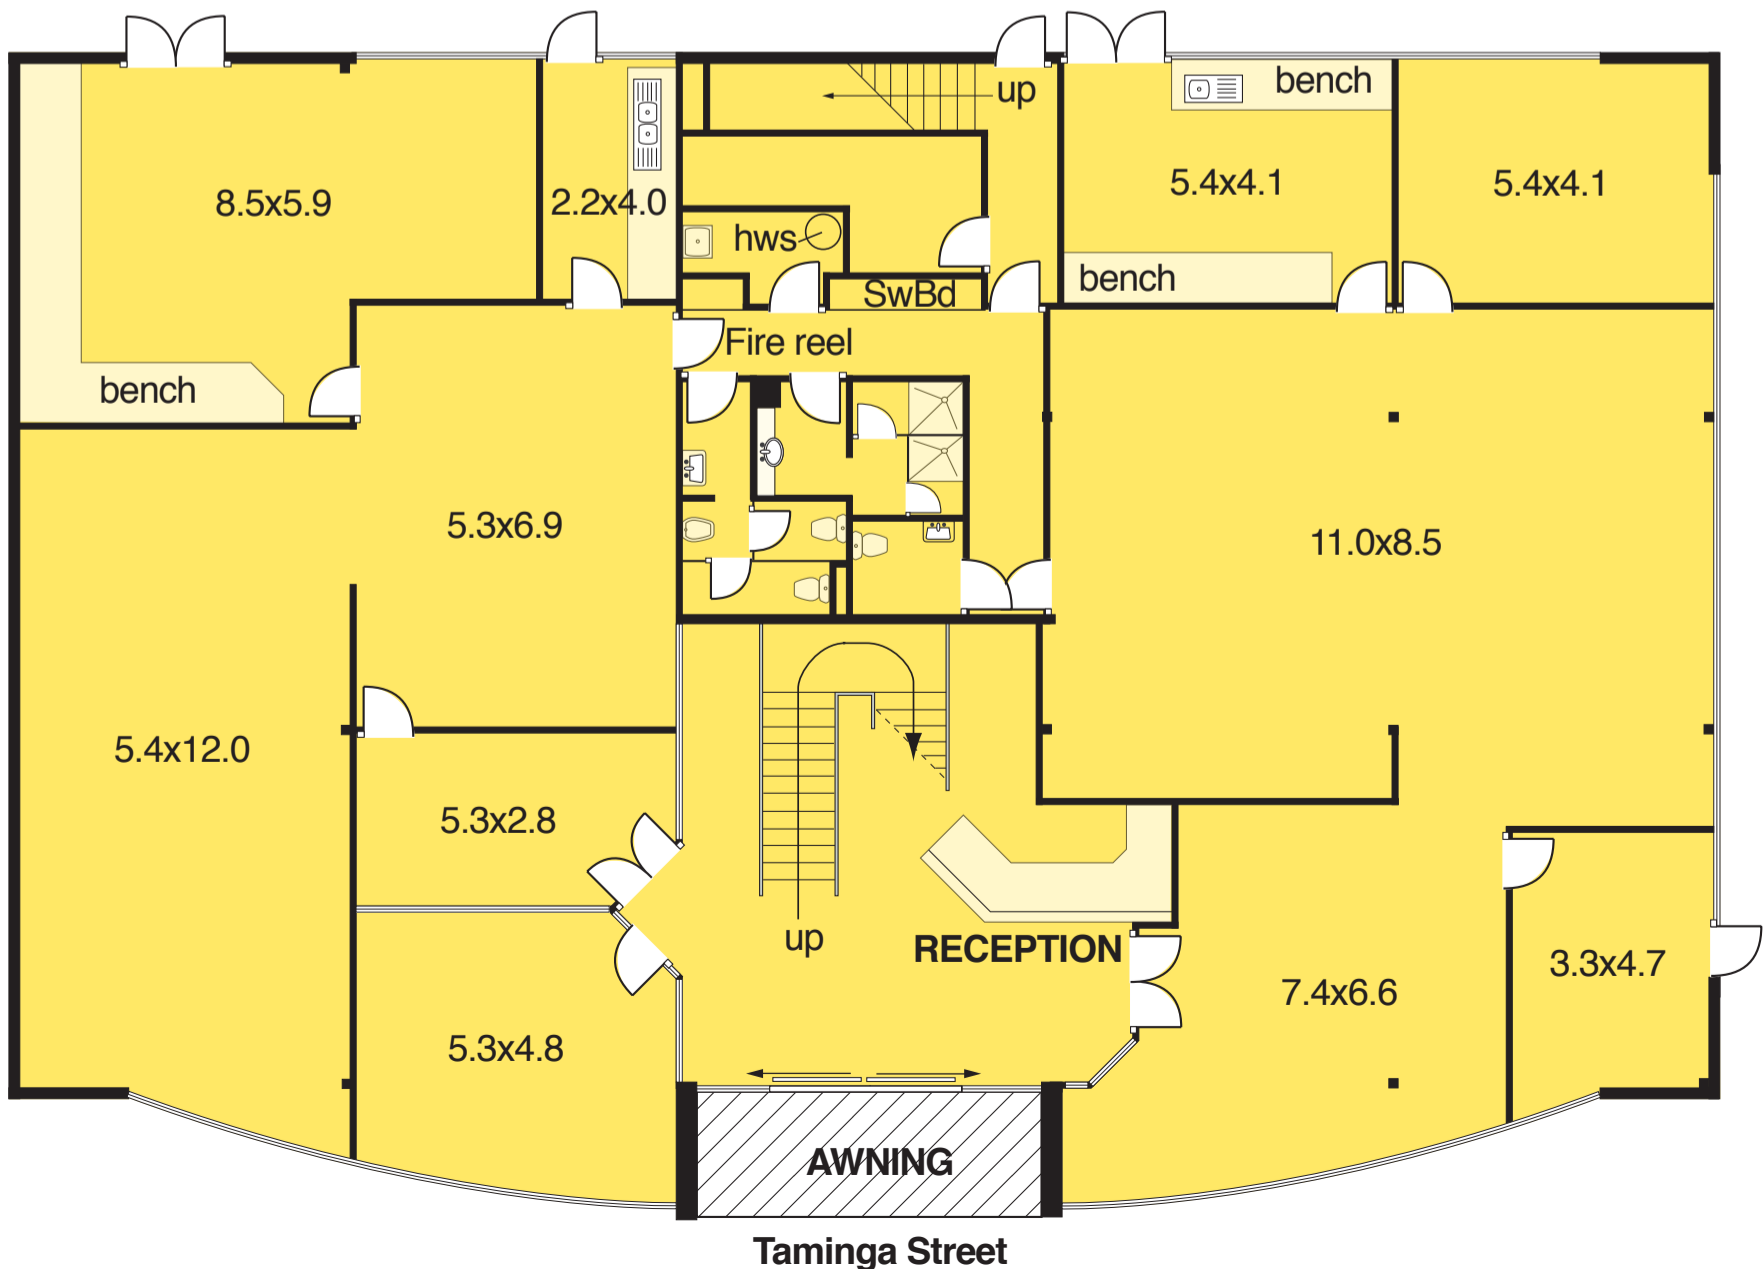 up
bench
8.5x5.9
2.2x4.0
5.4x4.1
5.4x4.1
hws
bench
SwBd
Fire reel
bench
5.3x6.9
11.0x8.5
5.4x12.0
5.3x2.8
up
RECEPTION
7.4x6.6
3.3x4.7
5.3x4.8
AWNING
Taminga Street